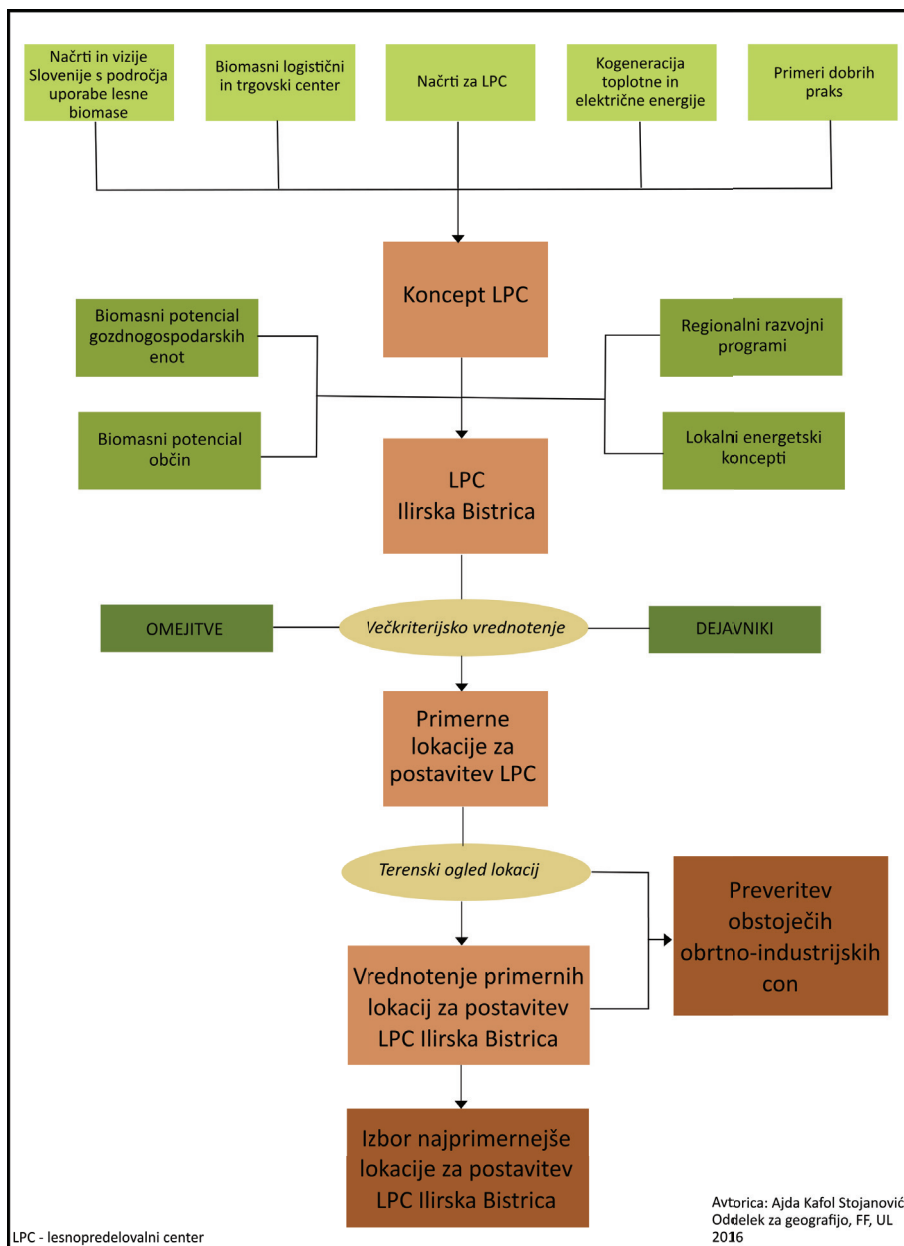 Načrti in vizije
Slovenije s področja
uporabe lesne
biomase
Biomasni logistični
in trgovski center
Načrti za LPC
Kogeneracija
toplotne in
električne energije
Primeri dobrih
praks
Koncept LPC
Biomasni potencial
gozdnogospodarskih
enot
Regionalni razvojni
programi
Biomasni potencial
občin
Lokalni energetski
koncepti
LPC
Ilirska Bistrica
OMEJITVE
Večkriterijsko vrednotenje
DEJAVNIKI
Primerne
lokacije za
postavitev LPC
Terenski ogled lokacij
Preveritev
obstoječih
obrtno-industrijskih
con
Vrednotenje primernih
lokacij za postavitev
LPC Ilirska Bistrica
Izbor najprimernejše
lokacije za postavitev
LPC Ilirska Bistrica
LPC - lesnopredelovalni center
Avtorica: Ajda Kafol Stojanović
Oddelek za geografijo, FF, UL
2016